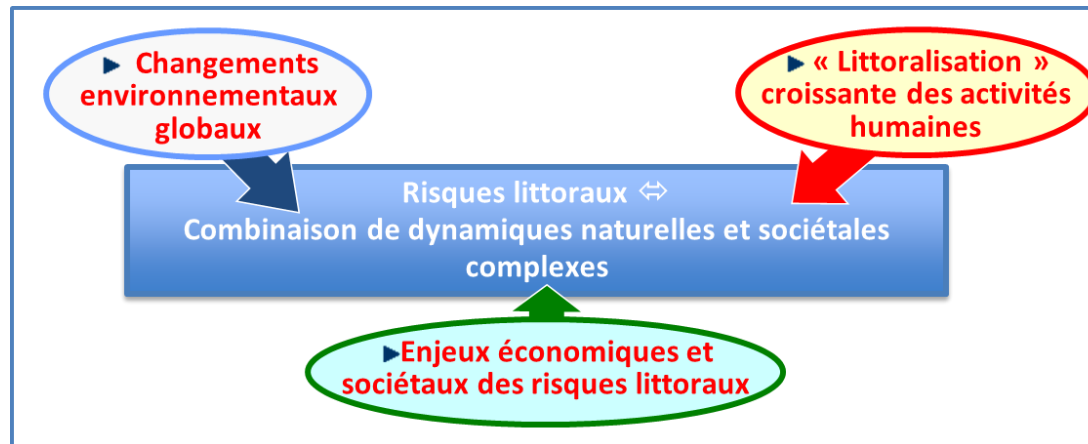 ► Changements
environnementaux
globaux
► « Littoralisation »
croissante des activités
humaines
Risques littoraux ⬄
Combinaison de dynamiques naturelles et sociétales
complexes
►Enjeux économiques et
sociétaux des risques littoraux